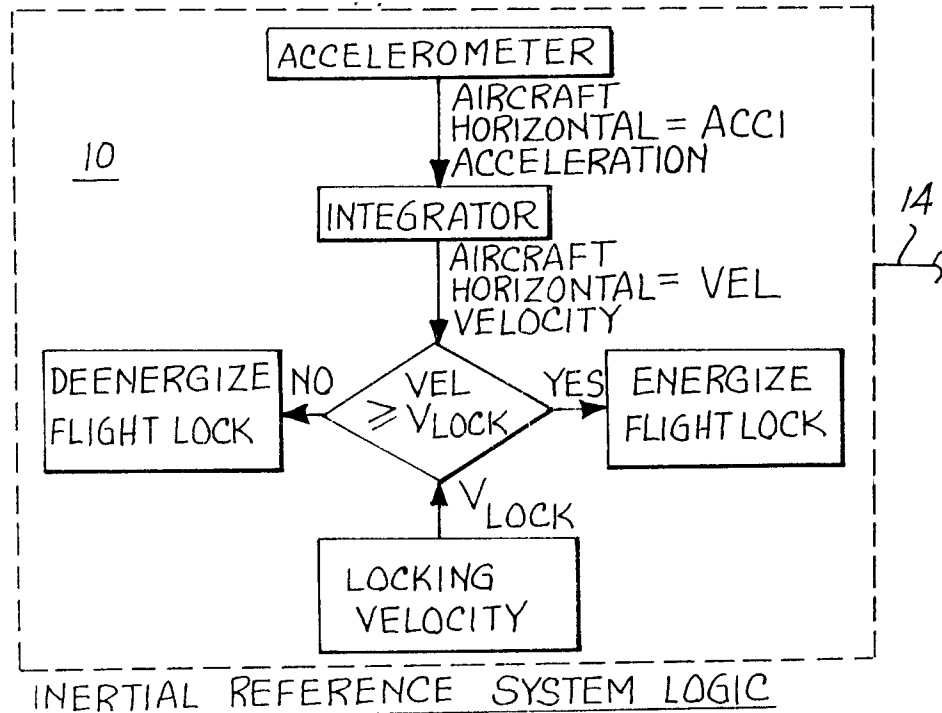 ACCELEROMETER
AIRCRAFT
HORIZONTAL = ACCI
ACCELERATION
10
INTEGRATOR
14
AIRCRAFT
HORIZONTAL = VEL
VELOCITY
DEENERGIZE
FLIGHT LOCK
NO
VEL
≥ VLOCK
YES
ENERGIZE
FLIGHT LOCK
VLOCK
LOCKING
VELOCITY
INERTIAL REFERENCE SYSTEM LOGIC